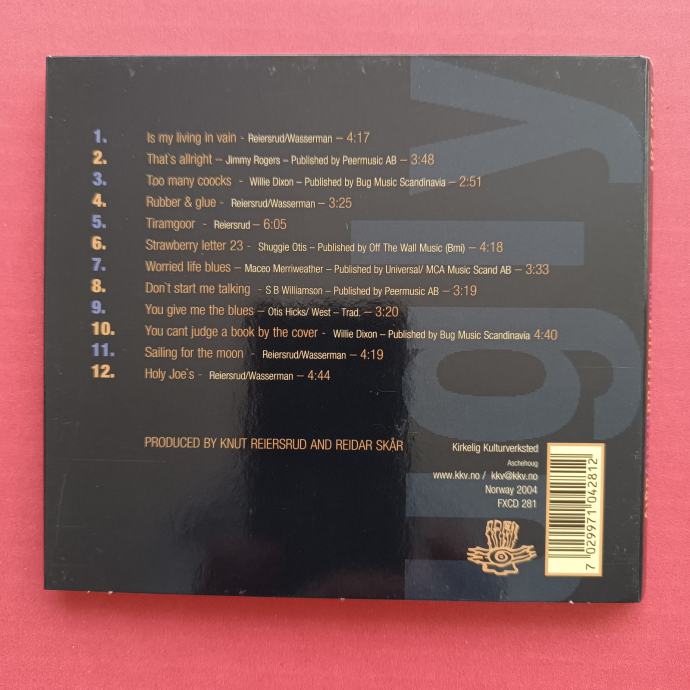 1. Is my living in vain - Reiersrud/Wasserman – 4:17
2. That`s allright – Jimmy Rogers – Published by Peermusic AB – 3:48
3. Too many coocks - Willie Dixon – Published by Bug Music Scandinavia – 2:51
4. Rubber & glue - Reiersrud/Wasserman – 3:25
5. Tiramgoor - Reiersrud – 6:05
6. Strawberry letter 23 - Shuggie Otis – Published by Off The Wall Music (Bmi) – 4:18
7. Worried life blues – Maceo Merriweather – Published by Universal/ MCA Music Scand AB – 3:33
8. Don`t start me talking - S B Williamson – Published by Peermusic AB – 3:19
9. You give me the blues – Otis Hicks/ West – Trad. – 3:20
10. You cant judge a book by the cover - Willie Dixon – Published by Bug Music Scandinavia 4:40
11. Sailing for the moon - Reiersrud/Wasserman – 4:19
12. Holy Joe`s - Reiersrud/Wasserman – 4:44
PRODUCED BY KNUT REIERSRUD AND REIDAR SKÅR
Kirkelig Kulturverksted
Aschehoug
www.kkv.no / kkv@kkv.no
Norway 2004
FXCD 281
7 029971 042812